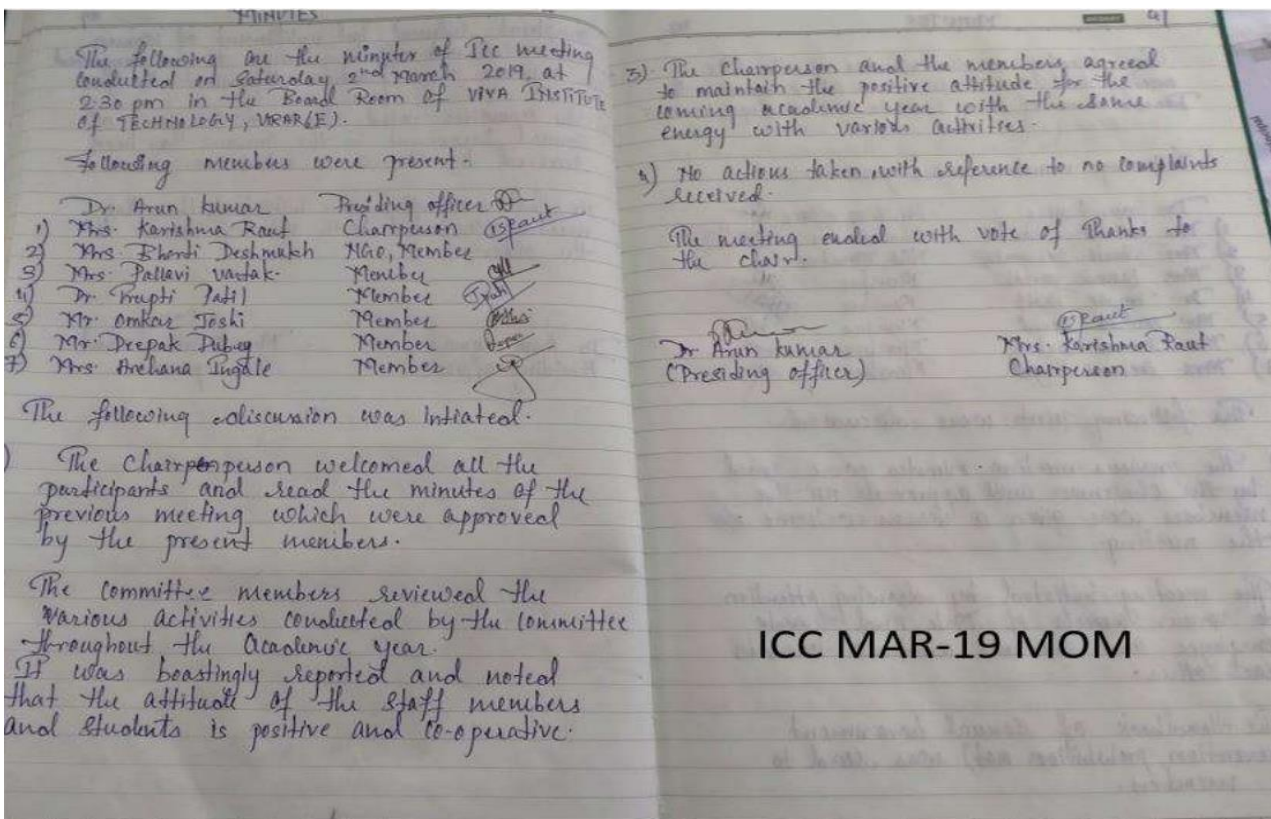 MINUTES
The following are the minuter of Icc meeting
conducted on Saturday 2nd March 2019, at
2:30 pm in the Board Room of VIVA INSTITUTE
of TECHNOLOGY, VIRAR(E).
Following members were present.
Dr. Arun kumar Presiding officer
1) Mrs. Karishma Raut Chairperson KSRaut
2) Mrs. Bharti Deshmukh NGO, Member
3) Mrs. Pallavi Vartak. Member
4) Dr. Trupti Patil Member
5) Mr. Omkar Joshi Member
6) Mr. Deepak Dubey Member
7) Mrs. Archana Ingale Member
The following discussion was intiated.
) The Chairperperson welcomed all the
participants and read the minutes of the
previous meeting which were approved
by the present members.
The committee members reviewed the
various activities conducted by the committee
throughout the academic year.
It was boastingly reported and noted
that the attitude of the staff members
and students is positive and co-operative.
3) The Chairperson and the members agreed
to maintain the positive attitude for the
coming academic year with the same
energy with various activities.
4) No actions taken with reference to no complaints
received.
The meeting ended with vote of Thanks to
the chair.
KSRaut
Dr. Arun kumar Mrs. Karishma Raut
(Presiding officer) Chairperson
ICC MAR-19 MOM